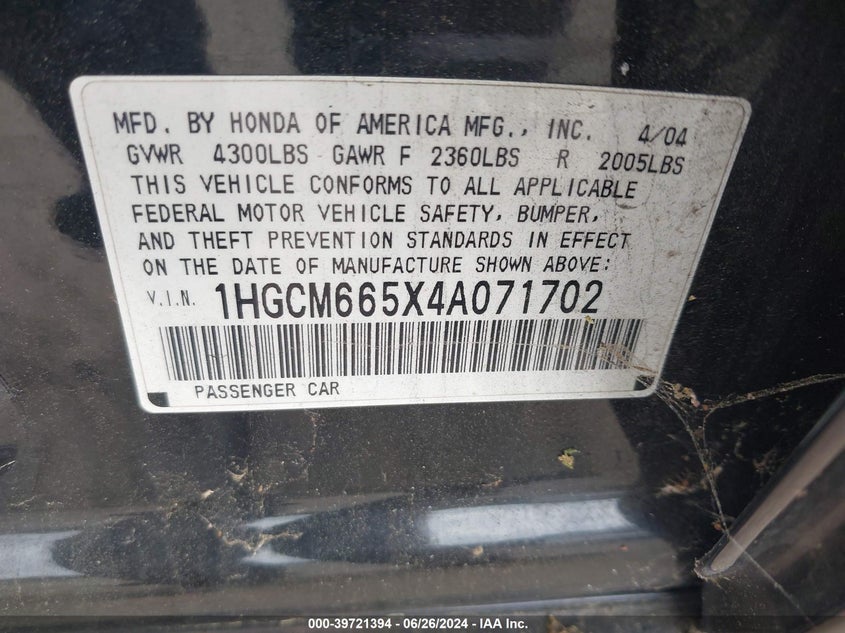 MFD. BY HONDA OF AMERICA MFG., INC. 4/04
GVWR 4300LBS GAWR F 2360LBS R 2005LBS
THIS VEHICLE CONFORMS TO ALL APPLICABLE
FEDERAL MOTOR VEHICLE SAFETY, BUMPER,
AND THEFT PREVENTION STANDARDS IN EFFECT
ON THE DATE OF MANUFACTURE SHOWN ABOVE:
V.I.N. 1HGCM665X4A071702
PASSENGER CAR
000-39721394 - 06/26/2024 - IAA Inc.